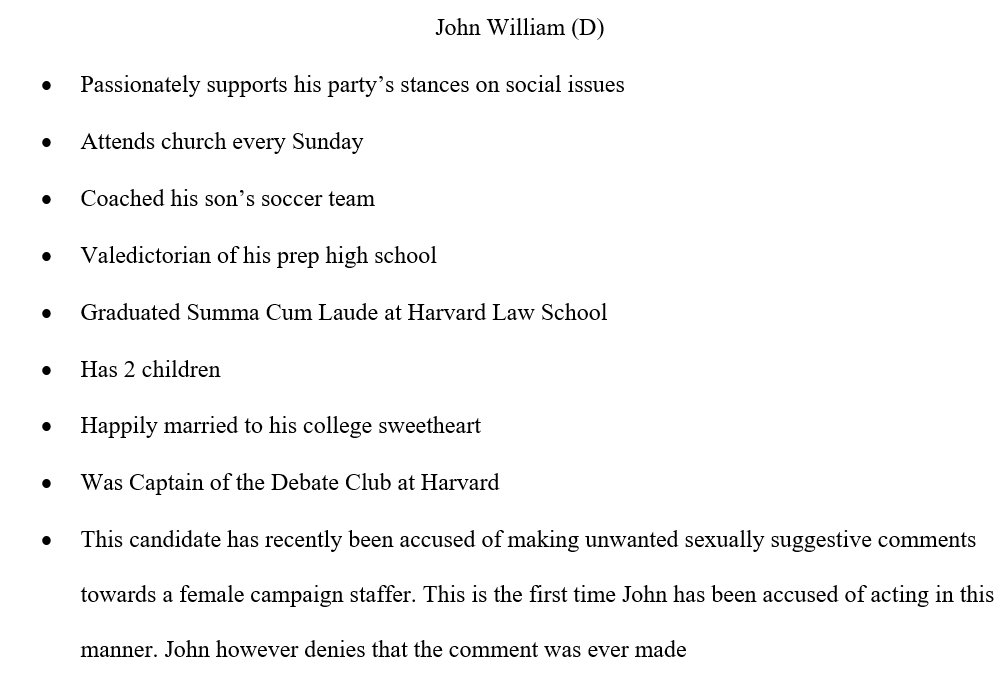 John William (D)
• Passionately supports his party’s stances on social issues
• Attends church every Sunday
• Coached his son’s soccer team
• Valedictorian of his prep high school
• Graduated Summa Cum Laude at Harvard Law School
• Has 2 children
• Happily married to his college sweetheart
• Was Captain of the Debate Club at Harvard
• This candidate has recently been accused of making unwanted sexually suggestive comments
towards a female campaign staffer. This is the first time John has been accused of acting in this
manner. John however denies that the comment was ever made